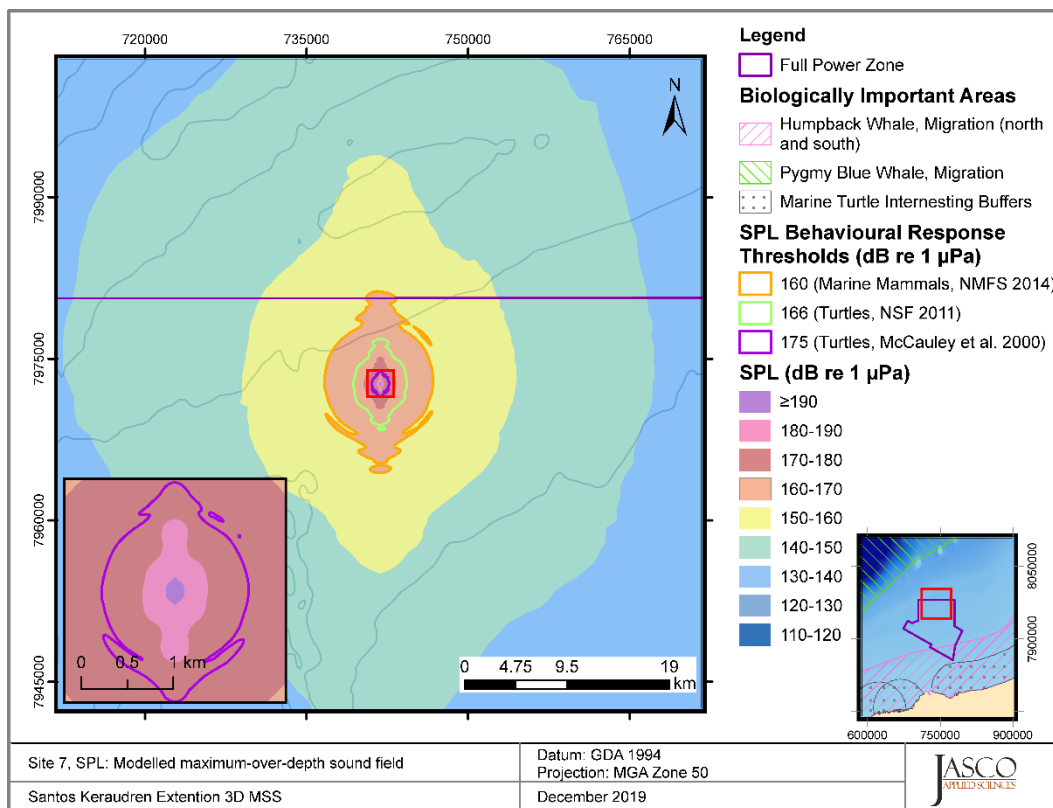 720000 735000 750000 765000
7990000
7975000
7960000
7945000
N
0 0.5 1 km
0 4.75 9.5 19
km
Legend
Full Power Zone
Biologically Important Areas
Humpback Whale, Migration (north
and south)
Pygmy Blue Whale, Migration
Marine Turtle Internesting Buffers
SPL Behavioural Response
Thresholds (dB re 1 µPa)
160 (Marine Mammals, NMFS 2014)
166 (Turtles, NSF 2011)
175 (Turtles, McCauley et al. 2000)
SPL (dB re 1 µPa)
≥190
180-190
170-180
160-170
150-160
140-150
130-140
120-130
110-120
8050000
7900000
600000 750000 900000
Site 7, SPL: Modelled maximum-over-depth sound field
Datum: GDA 1994
Projection: MGA Zone 50
Santos Keraudren Extention 3D MSS
December 2019
JASCO
APPLIED SCIENCES